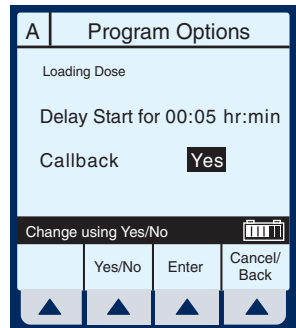 A Program Options
Loading Dose
Delay Start for 00:05 hr:min
Callback Yes
Change using Yes/No
Yes/No Enter Cancel/
Back